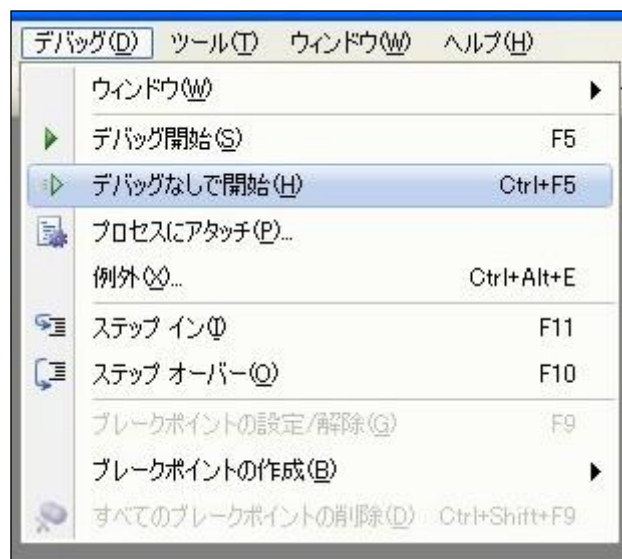 デバッグ(D) ツール(T) ウィンドウ(W) ヘルプ(H)
ウィンドウ(W)
デバッグ開始(S) F5
デバッグなしで開始(H) Ctrl+F5
プロセスにアタッチ(P)...
例外(X)... Ctrl+Alt+E
ステップ イン(I) F11
ステップ オーバー(O) F10
ブレークポイントの設定/解除(G) F9
ブレークポイントの作成(B)
すべてのブレークポイントの削除(D) Ctrl+Shift+F9